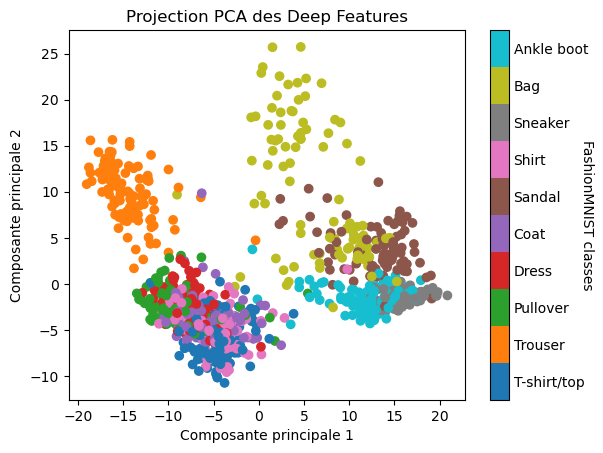 Projection PCA des Deep Features
Composante principale 2
25
20
15
10
5
0
−5
−10
−20
−15
−10
−5
0
5
10
15
20
Composante principale 1
Ankle boot
Bag
Sneaker
Shirt
Sandal
Coat
Dress
Pullover
Trouser
T-shirt/top
FashionMNIST classes